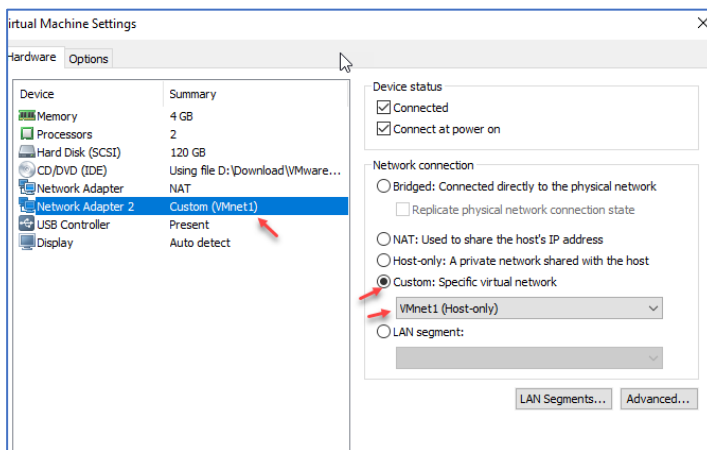 irtual Machine Settings
Hardware Options
Device Summary
Memory 4 GB
Processors 2
Hard Disk (SCSI) 120 GB
CD/DVD (IDE) Using file D:\Download\VMware...
Network Adapter NAT
Network Adapter 2 Custom (VMnet1)
USB Controller Present
Display Auto detect
Device status
Connected
Connect at power on
Network connection
Bridged: Connected directly to the physical network
Replicate physical network connection state
NAT: Used to share the host's IP address
Host-only: A private network shared with the host
Custom: Specific virtual network
VMnet1 (Host-only)
LAN segment:
LAN Segments... Advanced...